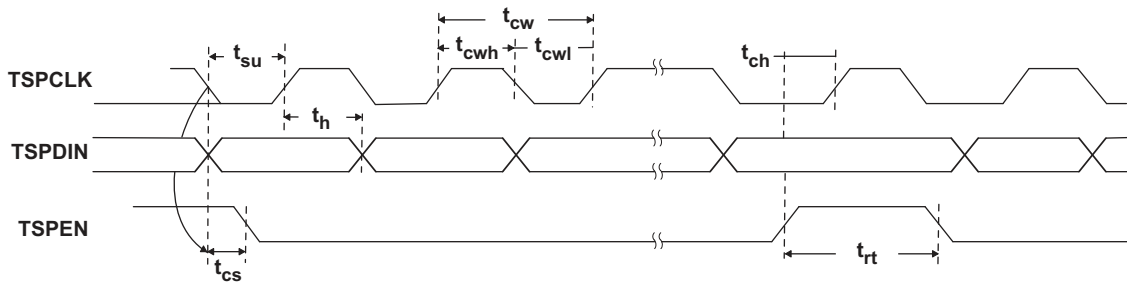 t_cw
t_su
t_cwh
t_cwl
t_ch
TSPCLK
t_h
TSPDIN
TSPEN
t_cs
t_rt